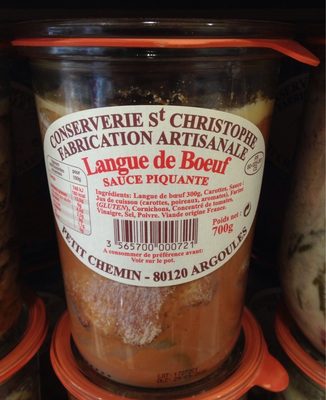 CONSERVERIE St CHRISTOPHE
FABRICATION ARTISANALE
Langue de Boeuf
SAUCE PIQUANTE
Ingrédients: Langue de bœuf 300g, Carottes, Sauce :
Jus de cuisson (carottes, poireaux, aromates), Farine
(GLUTEN), Cornichons, Concentré de tomates,
Vinaigre, Sel, Poivre. Viande origine France.
Poids net :
700g
3 565700 000721
A consommer de préférence avant:
Voir sur le pot.
PETIT CHEMIN - 80120 ARGOULES